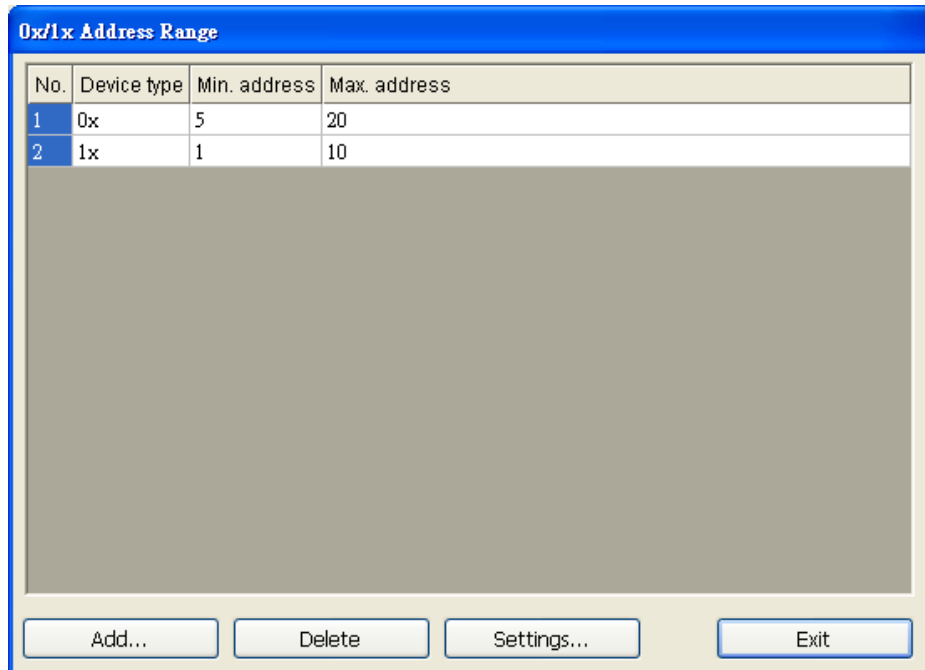 0x/1x Address Range
No. Device type Min. address Max. address
1 0x 5 20
2 1x 1 10
Add... Delete Settings... Exit